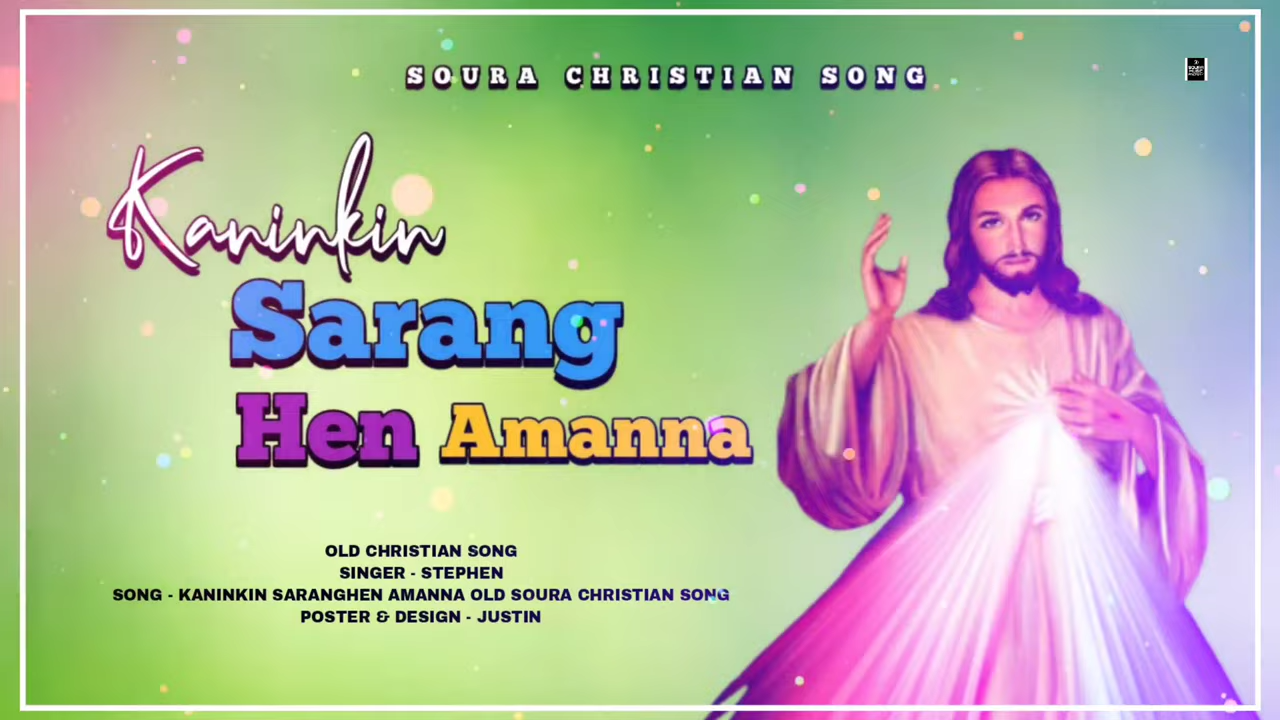 SOURA CHRISTIAN SONG
Kaninkin
Sarang
Hen Amanna
OLD CHRISTIAN SONG
SINGER - STEPHEN
SONG - KANINKIN SARANGHEN AMANNA OLD SOURA CHRISTIAN SONG
POSTER & DESIGN - JUSTIN